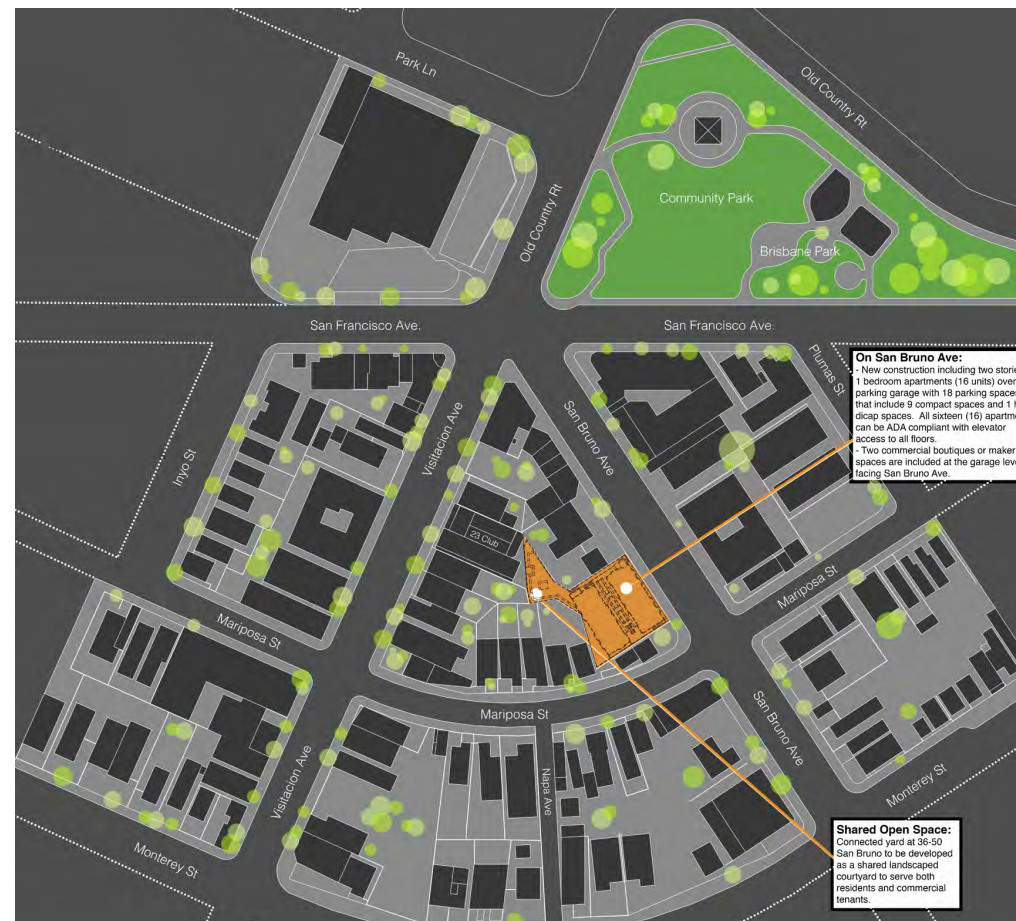 Park Ln
Old Country Rt
Old Country Rt
Community Park
Brisbane Park
San Francisco Ave.
San Francisco Ave.
Plumas St
On San Bruno Ave:
- New construction including two
1 bedroom apartments (16 units) over
parking garage with 18 parking spaces
that include 9 compact spaces and 1
dicap spaces. All sixteen (16)
can be ADA compliant with elevator
access to all floors.
- Two commercial boutiques or maker
spaces are included at the garage
facing San Bruno Ave.
Inyo St
Visitacion Ave
San Bruno Ave
23 Club
Mariposa St
Mariposa St
Mariposa St
San Bruno Ave
Napa Ave
Visitacion Ave
Monterey St
Monterey St
Shared Open Space:
Connected yard at 36-50
San Bruno to be developed
as a shared landscaped
courtyard to serve both
residents and commercial
tenants.